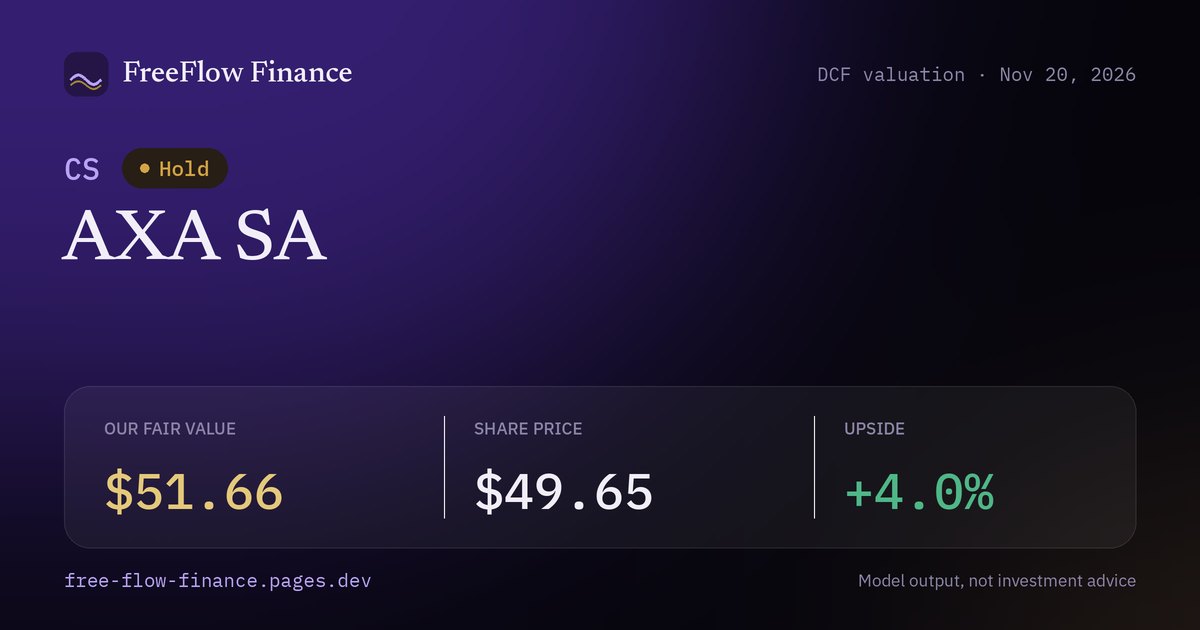 FreeFlow Finance
DCF valuation · Nov 20, 2026
CS
Hold
AXA SA
OUR FAIR VALUE
$51.66
SHARE PRICE
$49.65
UPSIDE
+4.0%
free-flow-finance.pages.dev
Model output, not investment advice